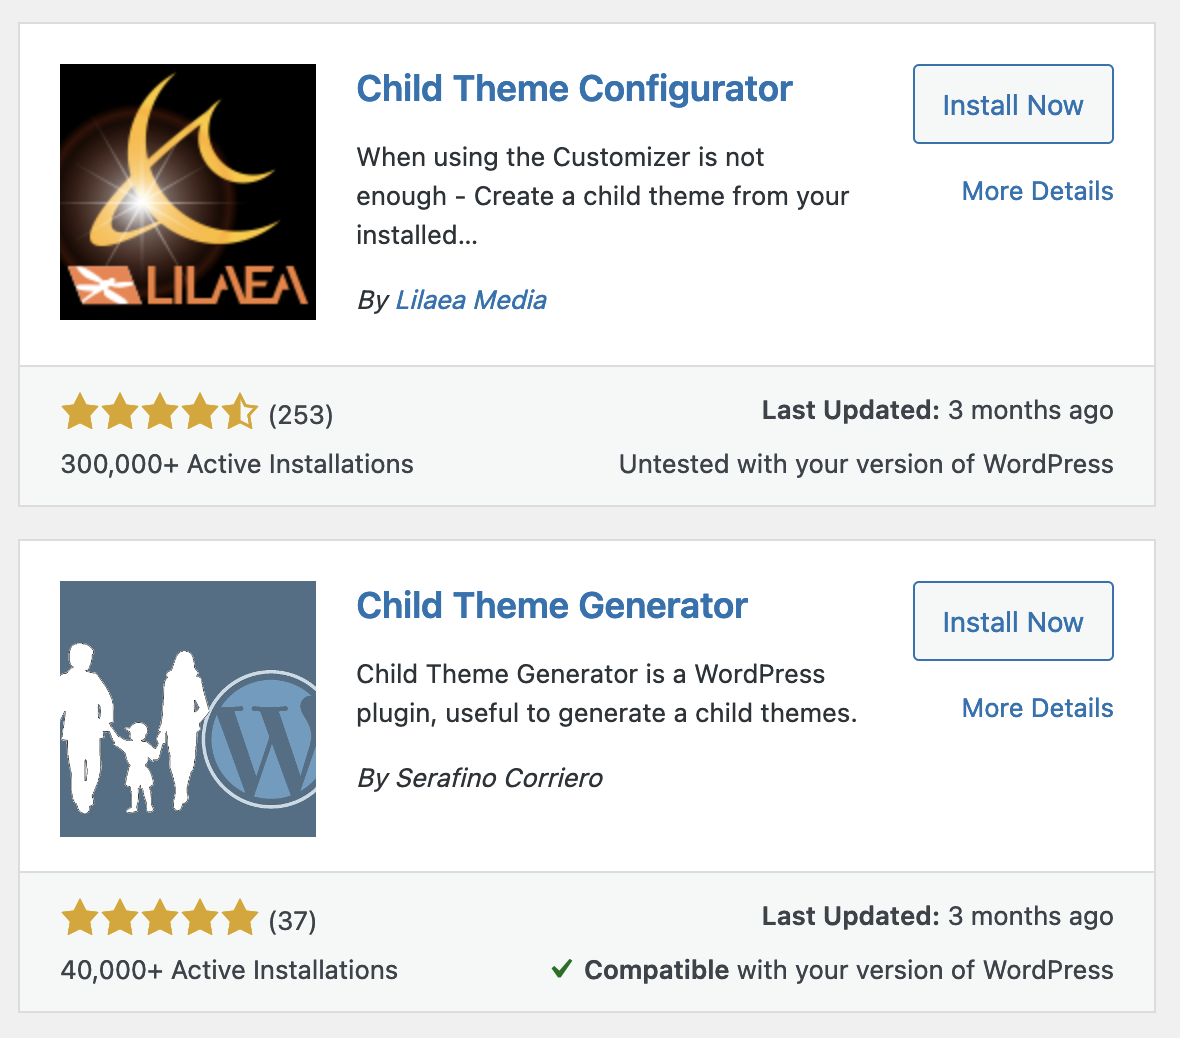 Child Theme Configurator
Install Now
When using the Customizer is not
enough - Create a child theme from your
installed...
More Details
By Lilaea Media
LILAEA
(253)
Last Updated: 3 months ago
300,000+ Active Installations
Untested with your version of WordPress
Child Theme Generator
Install Now
Child Theme Generator is a WordPress
plugin, useful to generate a child themes.
More Details
By Serafino Corriero
W
(37)
Last Updated: 3 months ago
40,000+ Active Installations
Compatible with your version of WordPress